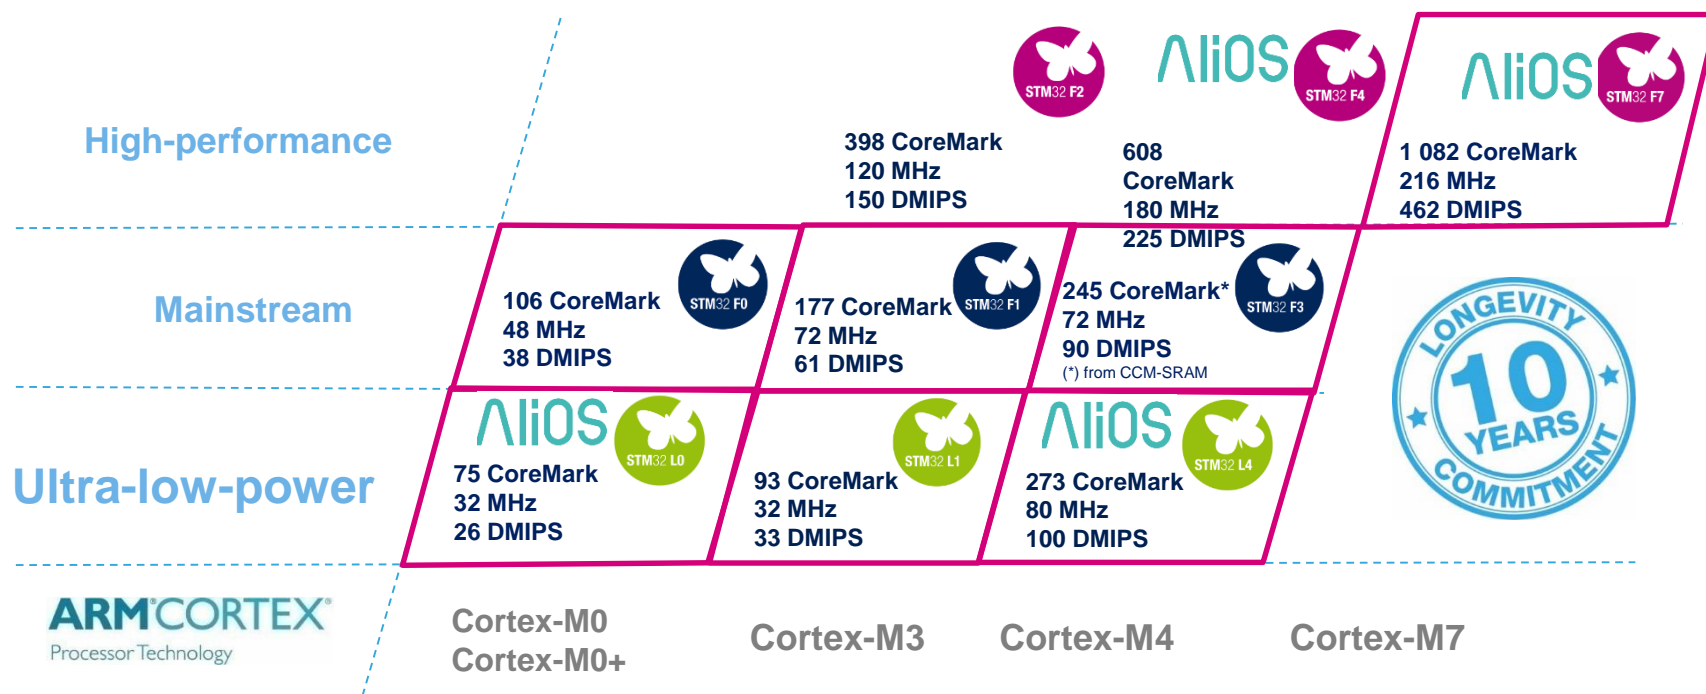 High-performance
STM32 F2
398 CoreMark
120 MHz
150 DMIPS
AliOS
STM32 F4
608
CoreMark
180 MHz
225 DMIPS
AliOS
STM32 F7
1 082 CoreMark
216 MHz
462 DMIPS
Mainstream
STM32 F0
106 CoreMark
48 MHz
38 DMIPS
STM32 F1
177 CoreMark
72 MHz
61 DMIPS
STM32 F3
245 CoreMark*
72 MHz
90 DMIPS
(*) from CCM-SRAM
LONGEVITY
10
YEARS
COMMITMENT
Ultra-low-power
AliOS
STM32 L0
75 CoreMark
32 MHz
26 DMIPS
STM32 L1
93 CoreMark
32 MHz
33 DMIPS
AliOS
STM32 L4
273 CoreMark
80 MHz
100 DMIPS
ARM®CORTEX®
Processor Technology
Cortex-M0
Cortex-M0+
Cortex-M3
Cortex-M4
Cortex-M7